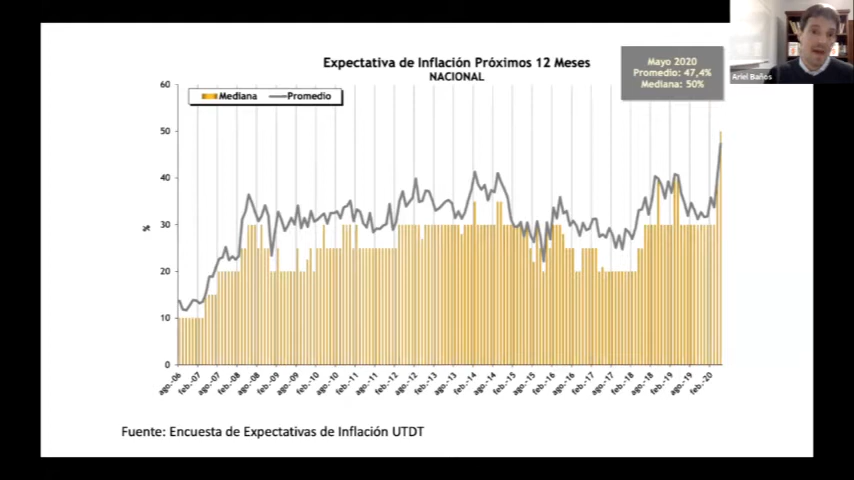 Expectativa de Inflación Próximos 12 Meses
NACIONAL
Mayo 2020
Promedio: 47,4%
Mediana: 50%
Ariel Baños
Mediana
Promedio
60
50
40
30
20
10
0
%
ago.-06
feb.-07
ago.-07
feb.-08
ago.-08
feb.-09
ago.-09
feb.-10
ago.-10
feb.-11
ago.-11
feb.-12
ago.-12
feb.-13
ago.-13
feb.-14
ago.-14
feb.-15
ago.-15
feb.-16
ago.-16
feb.-17
ago.-17
feb.-18
ago.-18
feb.-19
ago.-19
feb.-20
Fuente: Encuesta de Expectativas de Inflación UTDT